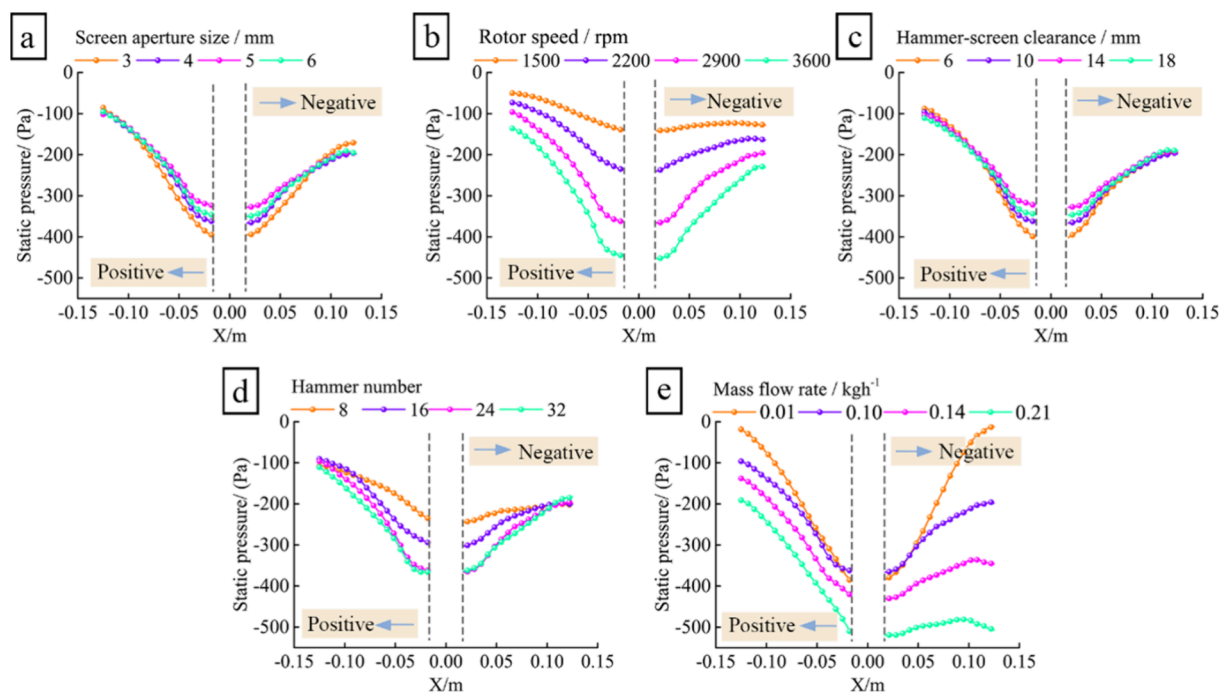 a
Screen aperture size / mm
3 4 5 6
0
-100
-200
-300
-400
-500
Static pressure/ (Pa)
Negative
Positive
-0.15 -0.10 -0.05 0.00 0.05 0.10 0.15
X/m
b
Rotor speed / rpm
1500 2200 2900 3600
0
-100
-200
-300
-400
-500
Static pressure/ (Pa)
Negative
Positive
-0.15 -0.10 -0.05 0.00 0.05 0.10 0.15
X/m
c
Hammer-screen clearance / mm
6 10 14 18
0
-100
-200
-300
-400
-500
Static pressure/ (Pa)
Negative
Positive
-0.15 -0.10 -0.05 0.00 0.05 0.10 0.15
X/m
d
Hammer number
8 16 24 32
0
-100
-200
-300
-400
-500
Static pressure/ (Pa)
Negative
Positive
-0.15 -0.10 -0.05 0.00 0.05 0.10 0.15
X/m
e
Mass flow rate / kgh⁻¹
0.01 0.10 0.14 0.21
0
-100
-200
-300
-400
-500
Static pressure/ (Pa)
Negative
Positive
-0.15 -0.10 -0.05 0.00 0.05 0.10 0.15
X/m